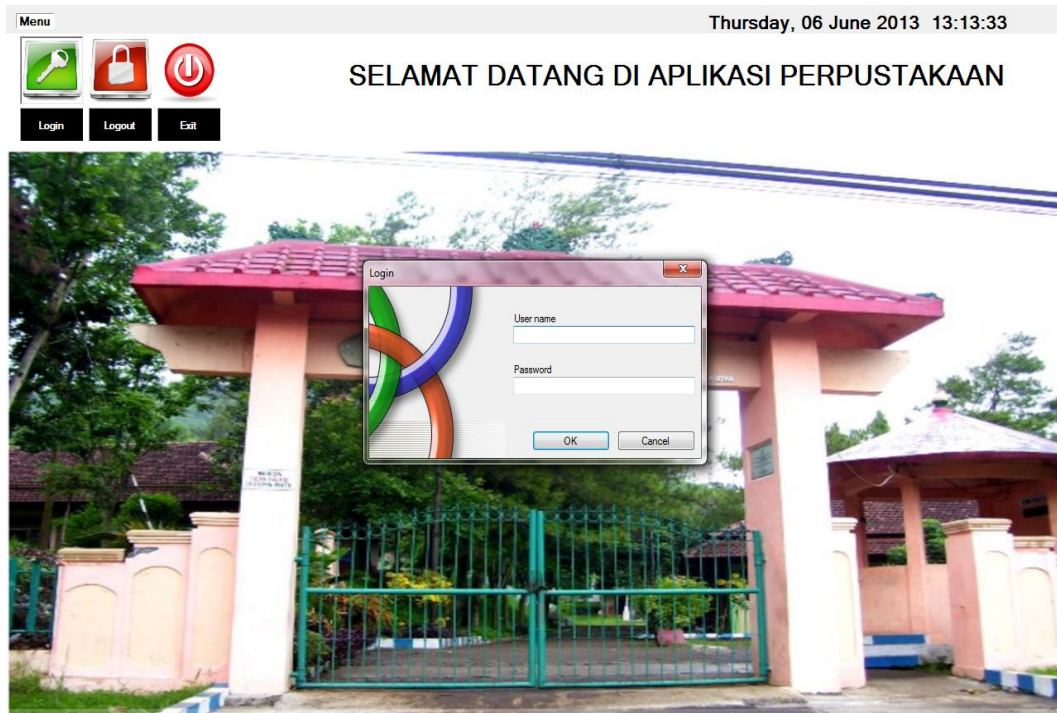 Menu
Thursday, 06 June 2013 13:13:33
SELAMAT DATANG DI APLIKASI PERPUSTAKAAN
Login
Logout
Exit
Login
User name
Password
OK
Cancel